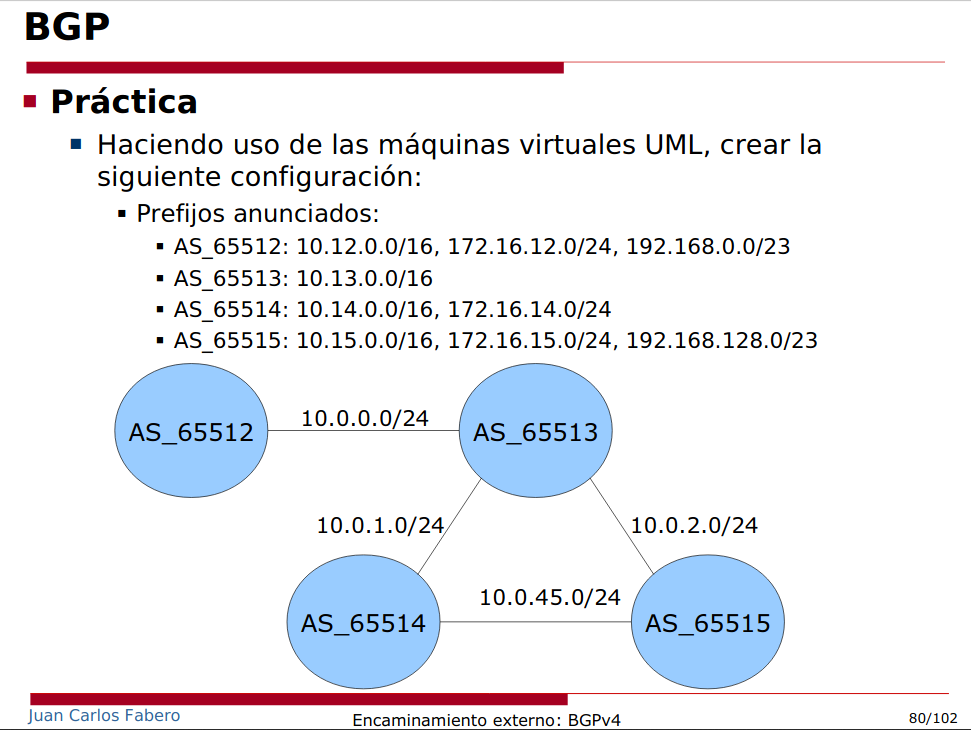 BGP
Práctica
Haciendo uso de las máquinas virtuales UML, crear la
siguiente configuración:
Prefijos anunciados:
AS_65512: 10.12.0.0/16, 172.16.12.0/24, 192.168.0.0/23
AS_65513: 10.13.0.0/16
AS_65514: 10.14.0.0/16, 172.16.14.0/24
AS_65515: 10.15.0.0/16, 172.16.15.0/24, 192.168.128.0/23
10.0.0.0/24
AS_65512
AS_65513
10.0.1.0/24
10.0.2.0/24
10.0.45.0/24
AS_65514
AS_65515
Juan Carlos Fabero
Encaminamiento externo: BGPv4
80/102